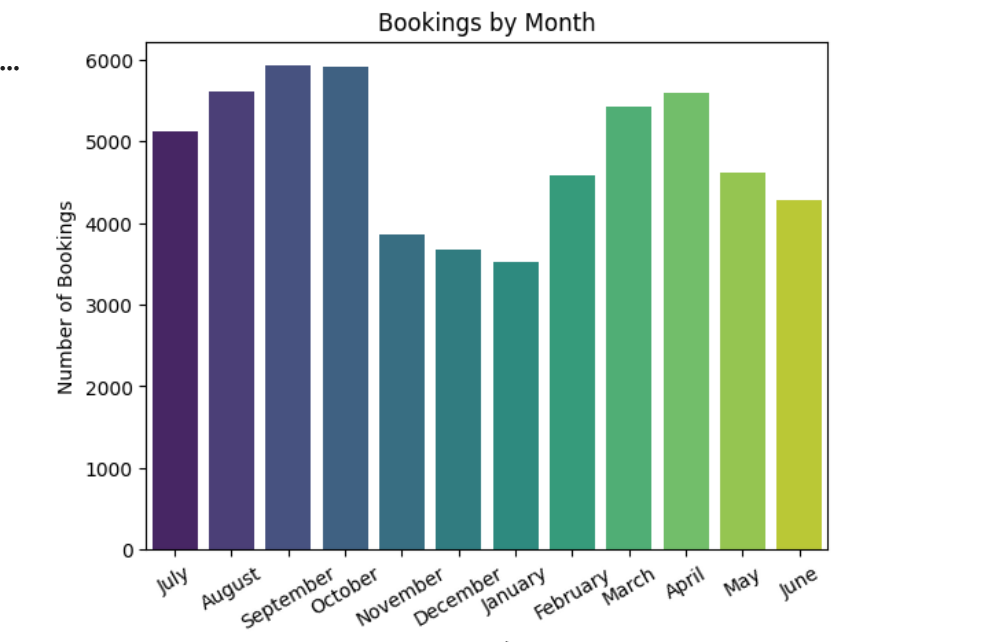 Bookings by Month
...
6000
5000
4000
3000
2000
1000
0
Number of Bookings
July
August
September
October
November
December
January
February
March
April
May
June